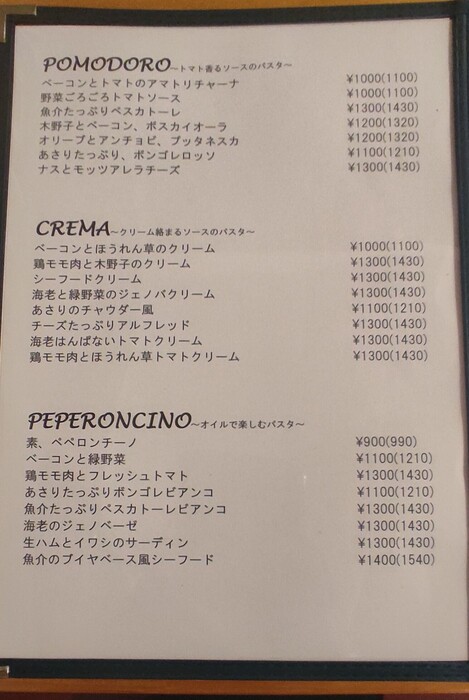 POMODORO～トマト香るソースのパスタ～
ベーコンとトマトのアマトリチャーナ ¥1000(1100)
野菜ごろごろトマトソース ¥1000(1100)
魚介たっぷりペスカトーレ ¥1300(1430)
木野子とベーコン、ボスカイオーラ ¥1200(1320)
オリーブとアンチョビ、プッタネスカ ¥1200(1320)
あさりたっぷり、ボンゴレロッソ ¥1100(1210)
ナスとモッツアレラチーズ ¥1300(1430)
CREMA～クリーム絡まるソースのパスタ～
ベーコンとほうれん草のクリーム ¥1000(1100)
鶏モモ肉と木野子のクリーム ¥1300(1430)
シーフードクリーム ¥1300(1430)
海老と緑野菜のジェノバクリーム ¥1300(1430)
あさりのチャウダー風 ¥1100(1210)
チーズたっぷりアルフレッド ¥1300(1430)
海老はんぱないトマトクリーム ¥1300(1430)
鶏モモ肉とほうれん草トマトクリーム ¥1300(1430)
PEPERONCINO～オイルで楽しむパスタ～
素、ペペロンチーノ ¥900(990)
ベーコンと緑野菜 ¥1100(1210)
鶏モモ肉とフレッシュトマト ¥1300(1430)
あさりたっぷりボンゴレビアンコ ¥1100(1210)
魚介たっぷりペスカトーレビアンコ ¥1300(1430)
海老のジェノベーゼ ¥1300(1430)
生ハムとイワシのサーディン ¥1300(1430)
魚介のブイヤベース風シーフード ¥1400(1540)